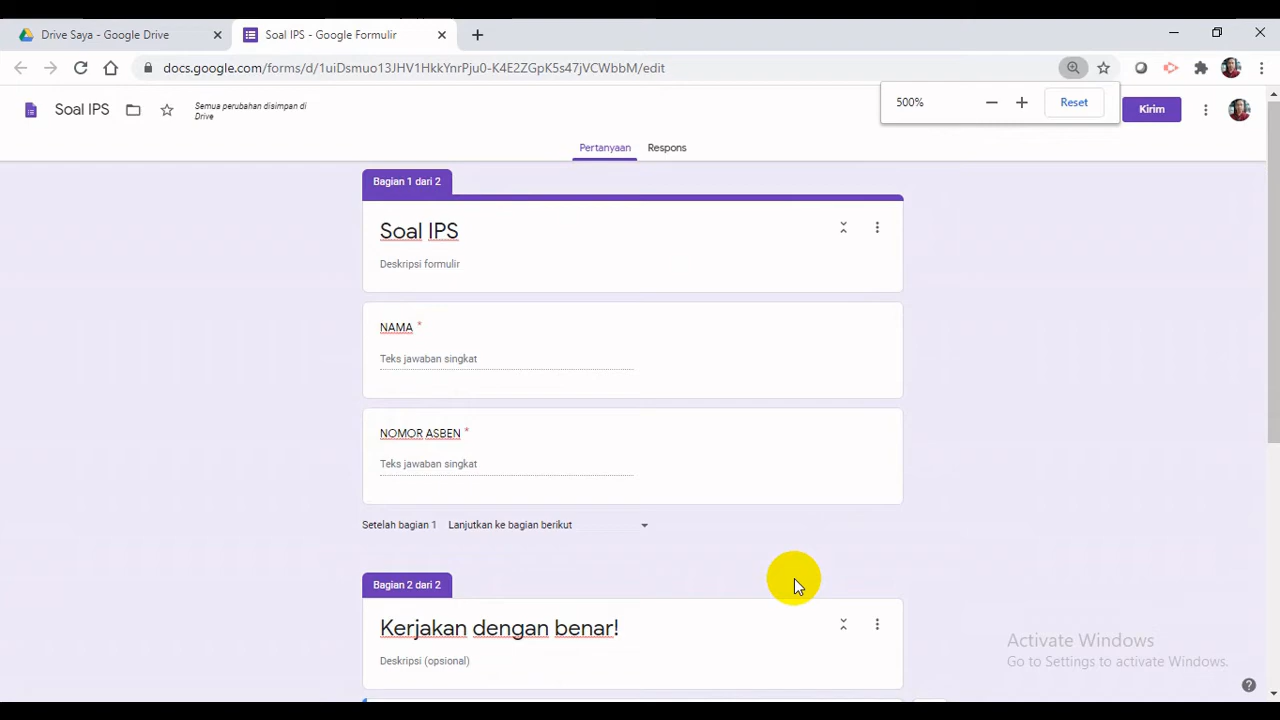 Drive Saya - Google Drive
Soal IPS - Google Formulir
docs.google.com/forms/d/1uiDsmuo13JHV1HkkYnrPju0-K4E2ZGpK5s47jVCWbbM/edit
Soal IPS
Semua perubahan disimpan di
Drive
500%
Reset
Kirim
Pertanyaan
Respons
Bagian 1 dari 2
Soal IPS
Deskripsi formulir
NAMA *
Teks jawaban singkat
NOMOR ASBEN *
Teks jawaban singkat
Setelah bagian 1
Lanjutkan ke bagian berikut
Bagian 2 dari 2
Kerjakan dengan benar!
Deskripsi (opsional)
Activate Windows
Go to Settings to activate Windows.